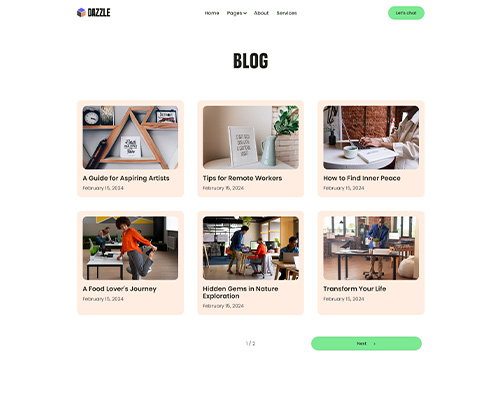 DAZZLE
Home Pages About Services
Let's chat
BLOG
A Guide for Aspiring Artists
February 15, 2024
Tips for Remote Workers
February 15, 2024
How to Find Inner Peace
February 15, 2024
A Food Lover's Journey
February 15, 2024
Hidden Gems in Nature
Exploration
February 15, 2024
Transform Your Life
February 15, 2024
1 / 2
Next